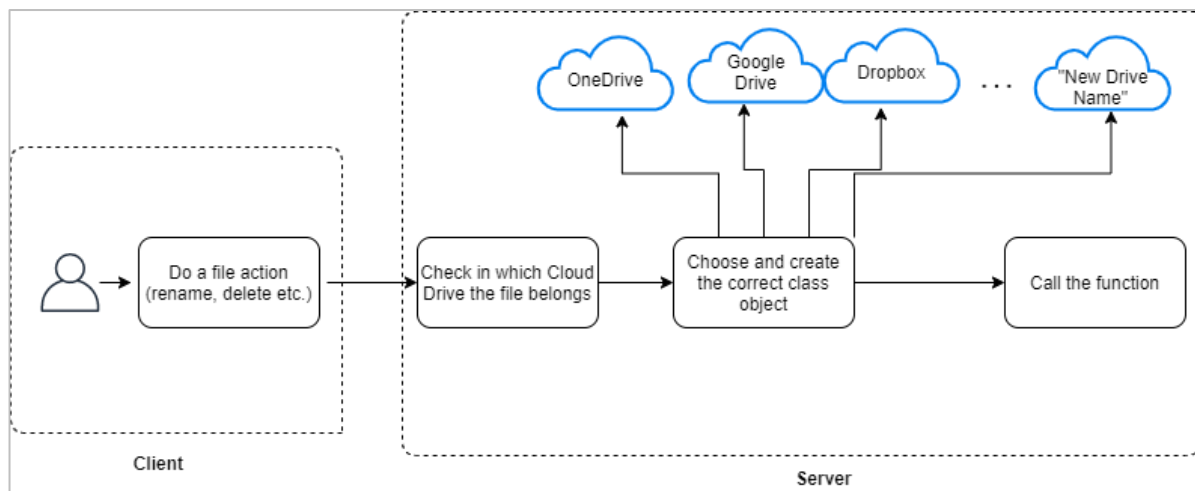 OneDrive
Google
Drive
Dropbox
...
"New Drive
Name"
Do a file action
(rename, delete etc.)
Check in which Cloud
Drive the file belongs
Choose and create
the correct class
object
Call the function
Client
Server